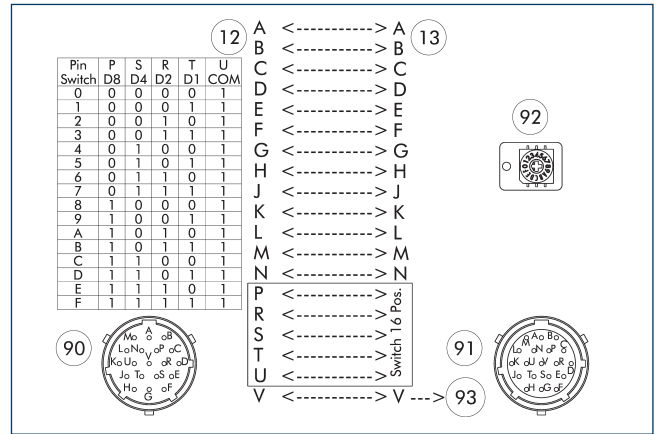 12 13
A <----------------> A
B <----------------> B
C <----------------> C
D <----------------> D
E <----------------> E
F <----------------> F
G <----------------> G
H <----------------> H
J <----------------> J
K <----------------> K
L <----------------> L
M <----------------> M
N <----------------> N
P <---------------->
R <---------------->
S <---------------->
T <---------------->
U <---------------->
Switch 16 Pos.
V <----------------> V ---> 93
Pin P S R T U
Switch D8 D4 D2 D1 COM
0 0 0 0 0 1
1 0 0 0 1 1
2 0 0 1 0 1
3 0 0 1 1 1
4 0 1 0 0 1
5 0 1 0 1 1
6 0 1 1 0 1
7 0 1 1 1 1
8 1 0 0 0 1
9 1 0 0 1 1
A 1 0 1 0 1
B 1 0 1 1 1
C 1 1 0 0 1
D 1 1 0 1 1
E 1 1 1 0 1
F 1 1 1 1 1
92
90
A
M B
L N P C
V
K U R D
J T S E
H F
G
91
A B
M
L N P C
K U V R D
J T S E
H G F